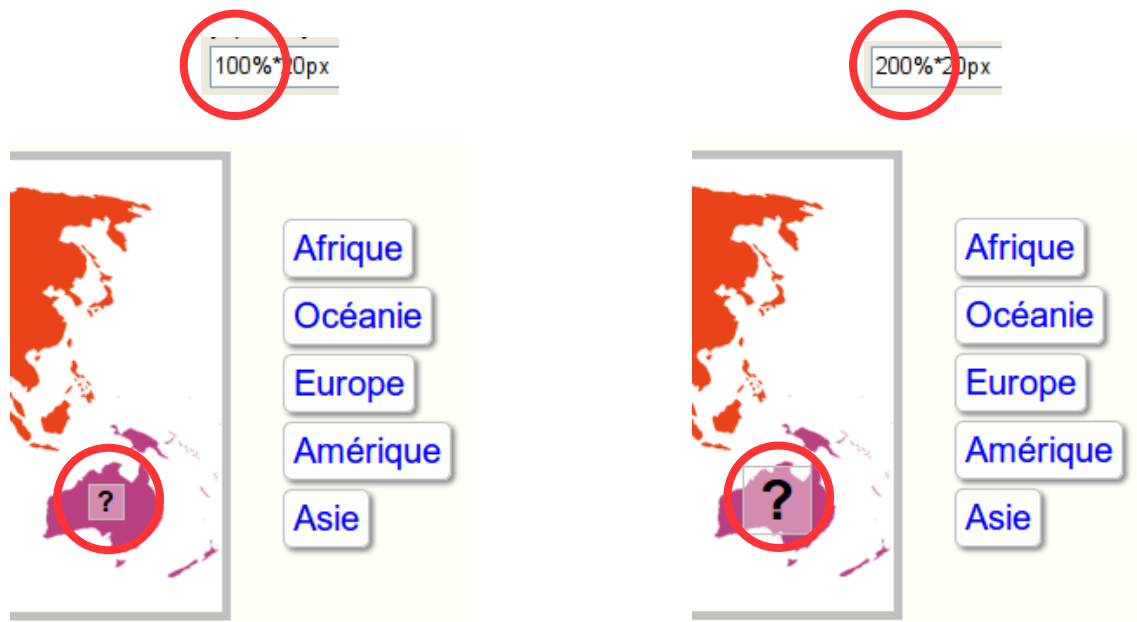 100%*20px
200%*20px
Afrique
Océanie
Europe
Amérique
Asie
?
Afrique
Océanie
Europe
Amérique
Asie
?